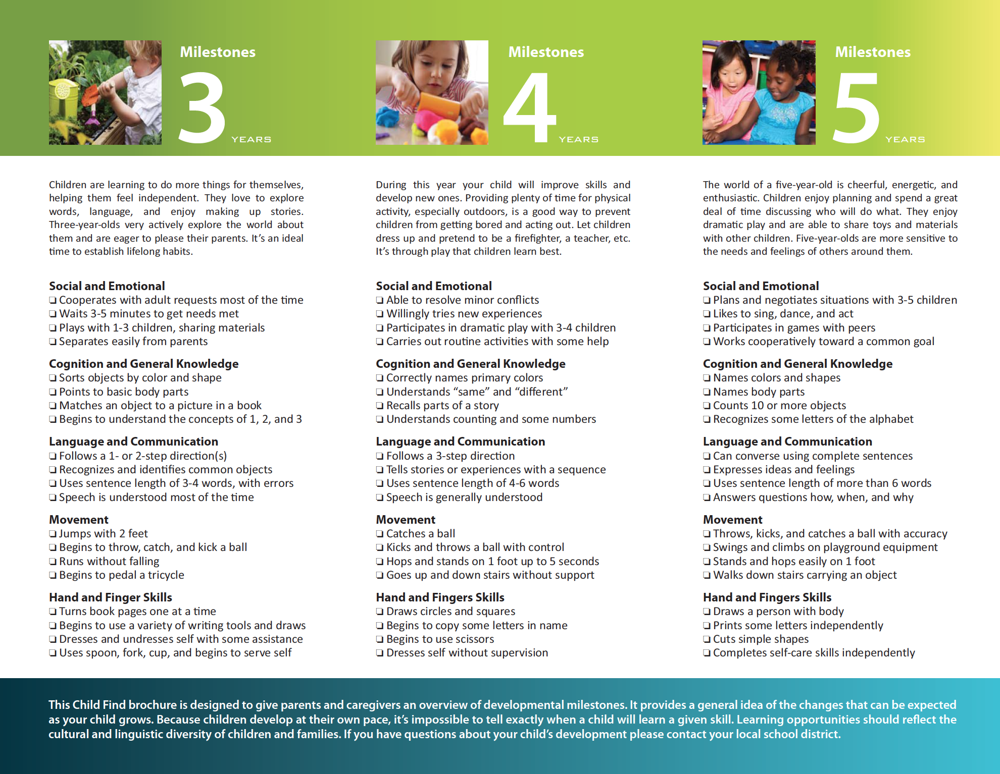 Milestones
3 YEARS
Children are learning to do more things for themselves,
helping them feel independent. They love to explore
words, language, and enjoy making up stories.
Three-year-olds very actively explore the world about
them and are eager to please their parents. It’s an ideal
time to establish lifelong habits.
Social and Emotional
❏ Cooperates with adult requests most of the time
❏ Waits 3-5 minutes to get needs met
❏ Plays with 1-3 children, sharing materials
❏ Separates easily from parents
Cognition and General Knowledge
❏ Sorts objects by color and shape
❏ Points to basic body parts
❏ Matches an object to a picture in a book
❏ Begins to understand the concepts of 1, 2, and 3
Language and Communication
❏ Follows a 1- or 2-step direction(s)
❏ Recognizes and identifies common objects
❏ Uses sentence length of 3-4 words, with errors
❏ Speech is understood most of the time
Movement
❏ Jumps with 2 feet
❏ Begins to throw, catch, and kick a ball
❏ Runs without falling
❏ Begins to pedal a tricycle
Hand and Finger Skills
❏ Turns book pages one at a time
❏ Begins to use a variety of writing tools and draws
❏ Dresses and undresses self with some assistance
❏ Uses spoon, fork, cup, and begins to serve self
Milestones
4 YEARS
During this year your child will improve skills and
develop new ones. Providing plenty of time for physical
activity, especially outdoors, is a good way to prevent
children from getting bored and acting out. Let children
dress up and pretend to be a firefighter, a teacher, etc.
It’s through play that children learn best.
Social and Emotional
❏ Able to resolve minor conflicts
❏ Willingly tries new experiences
❏ Participates in dramatic play with 3-4 children
❏ Carries out routine activities with some help
Cognition and General Knowledge
❏ Correctly names primary colors
❏ Understands “same” and “different”
❏ Recalls parts of a story
❏ Understands counting and some numbers
Language and Communication
❏ Follows a 3-step direction
❏ Tells stories or experiences with a sequence
❏ Uses sentence length of 4-6 words
❏ Speech is generally understood
Movement
❏ Catches a ball
❏ Kicks and throws a ball with control
❏ Hops and stands on 1 foot up to 5 seconds
❏ Goes up and down stairs without support
Hand and Fingers Skills
❏ Draws circles and squares
❏ Begins to copy some letters in name
❏ Begins to use scissors
❏ Dresses self without supervision
Milestones
5 YEARS
The world of a five-year-old is cheerful, energetic, and
enthusiastic. Children enjoy planning and spend a great
deal of time discussing who will do what. They enjoy
dramatic play and are able to share toys and materials
with other children. Five-year-olds are more sensitive to
the needs and feelings of others around them.
Social and Emotional
❏ Plans and negotiates situations with 3-5 children
❏ Likes to sing, dance, and act
❏ Participates in games with peers
❏ Works cooperatively toward a common goal
Cognition and General Knowledge
❏ Names colors and shapes
❏ Names body parts
❏ Counts 10 or more objects
❏ Recognizes some letters of the alphabet
Language and Communication
❏ Can converse using complete sentences
❏ Expresses ideas and feelings
❏ Uses sentence length of more than 6 words
❏ Answers questions how, when, and why
Movement
❏ Throws, kicks, and catches a ball with accuracy
❏ Swings and climbs on playground equipment
❏ Stands and hops easily on 1 foot
❏ Walks down stairs carrying an object
Hand and Fingers Skills
❏ Draws a person with body
❏ Prints some letters independently
❏ Cuts simple shapes
❏ Completes self-care skills independently
This Child Find brochure is designed to give parents and caregivers an overview of developmental milestones. It provides a general idea of the changes that can be expected
as your child grows. Because children develop at their own pace, it’s impossible to tell exactly when a child will learn a given skill. Learning opportunities should reflect the
cultural and linguistic diversity of children and families. If you have questions about your child’s development please contact your local school district.